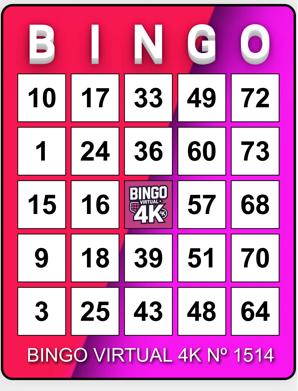 B I N G O
10 17 33 49 72
1 24 36 60 73
15 16 BINGO VIRTUAL 4K 57 68
9 18 39 51 70
3 25 43 48 64
BINGO VIRTUAL 4K Nº 1514